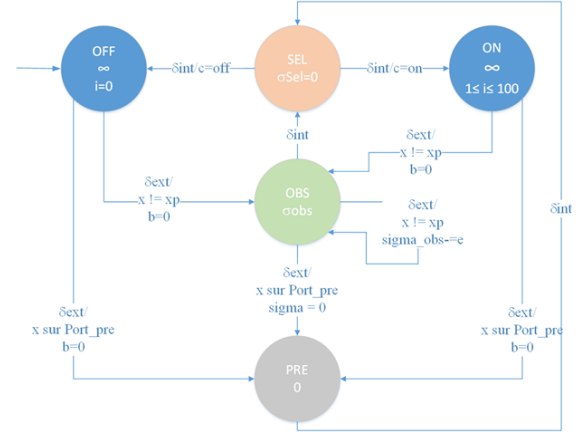 OFF
∞
i=0
δint/c=off
SEL
σSel=0
δint/c=on
ON
∞
1≤ i≤ 100
δint
δext/
x != xp
b=0
δext/
x != xp
b=0
OBS
σobs
δext/
x != xp
sigma_obs-=e
δint
δext/
x sur Port_pre
sigma = 0
δext/
x sur Port_pre
b=0
δext/
x sur Port_pre
b=0
PRE
0